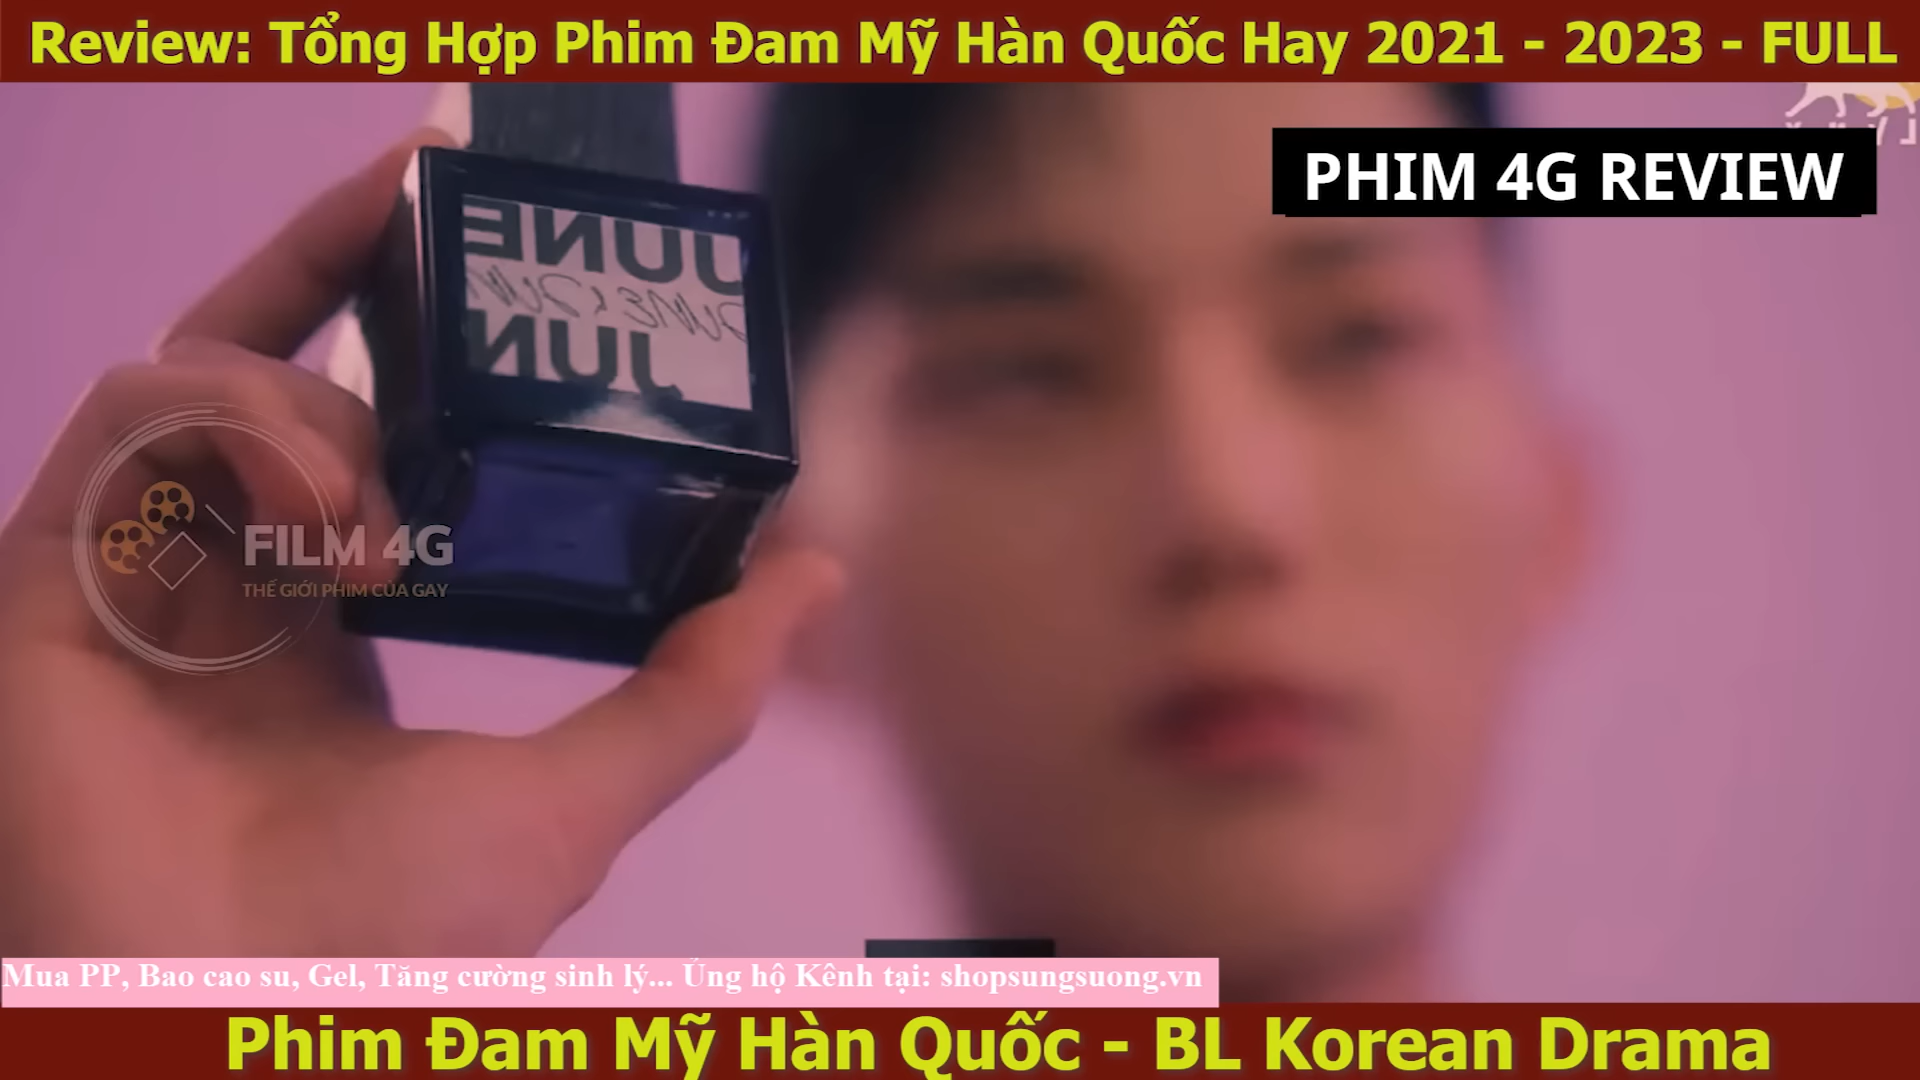 Review: Tổng Hợp Phim Đam Mỹ Hàn Quốc Hay 2021 - 2023 - FULL
PHIM 4G REVIEW
JUNE
JUN
FILM 4G
THẾ GIỚI PHIM CỦA GAY
Mua PP, Bao cao su, Gel, Tăng cường sinh lý... Ủng hộ Kênh tại: shopsungsuong.vn
Phim Đam Mỹ Hàn Quốc - BL Korean Drama